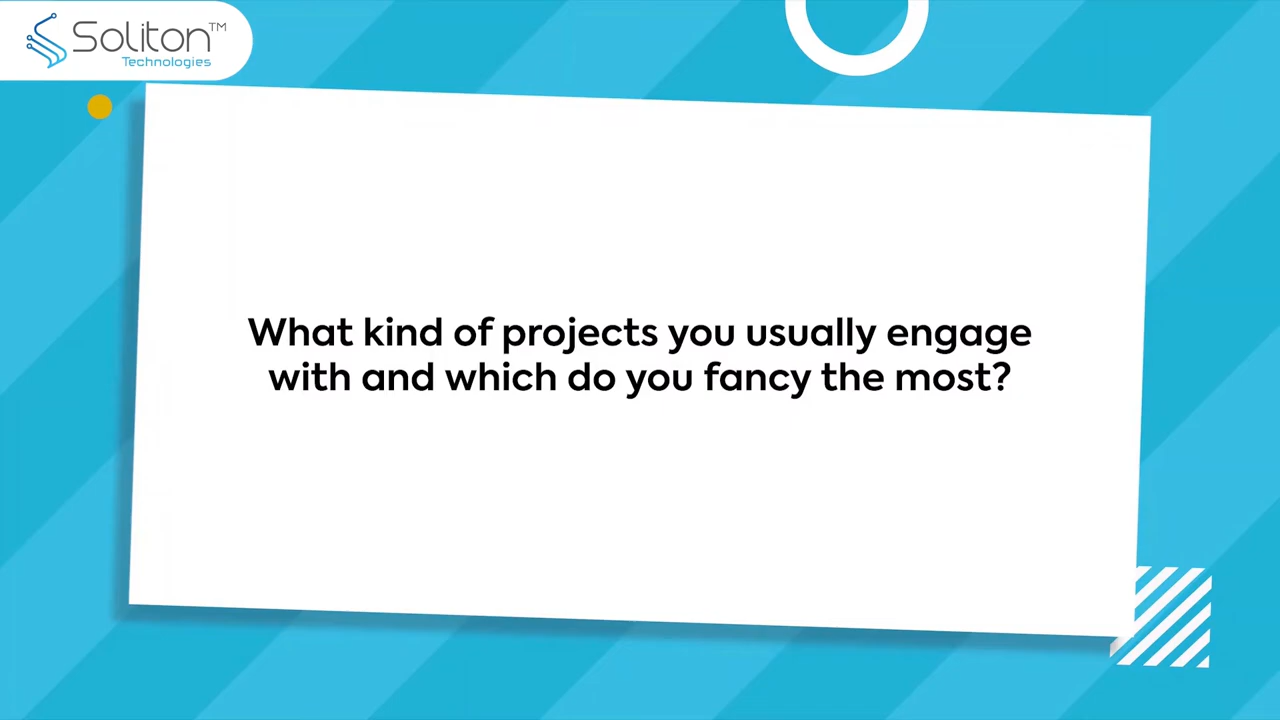 Soliton™
Technologies
What kind of projects you usually engage
with and which do you fancy the most?